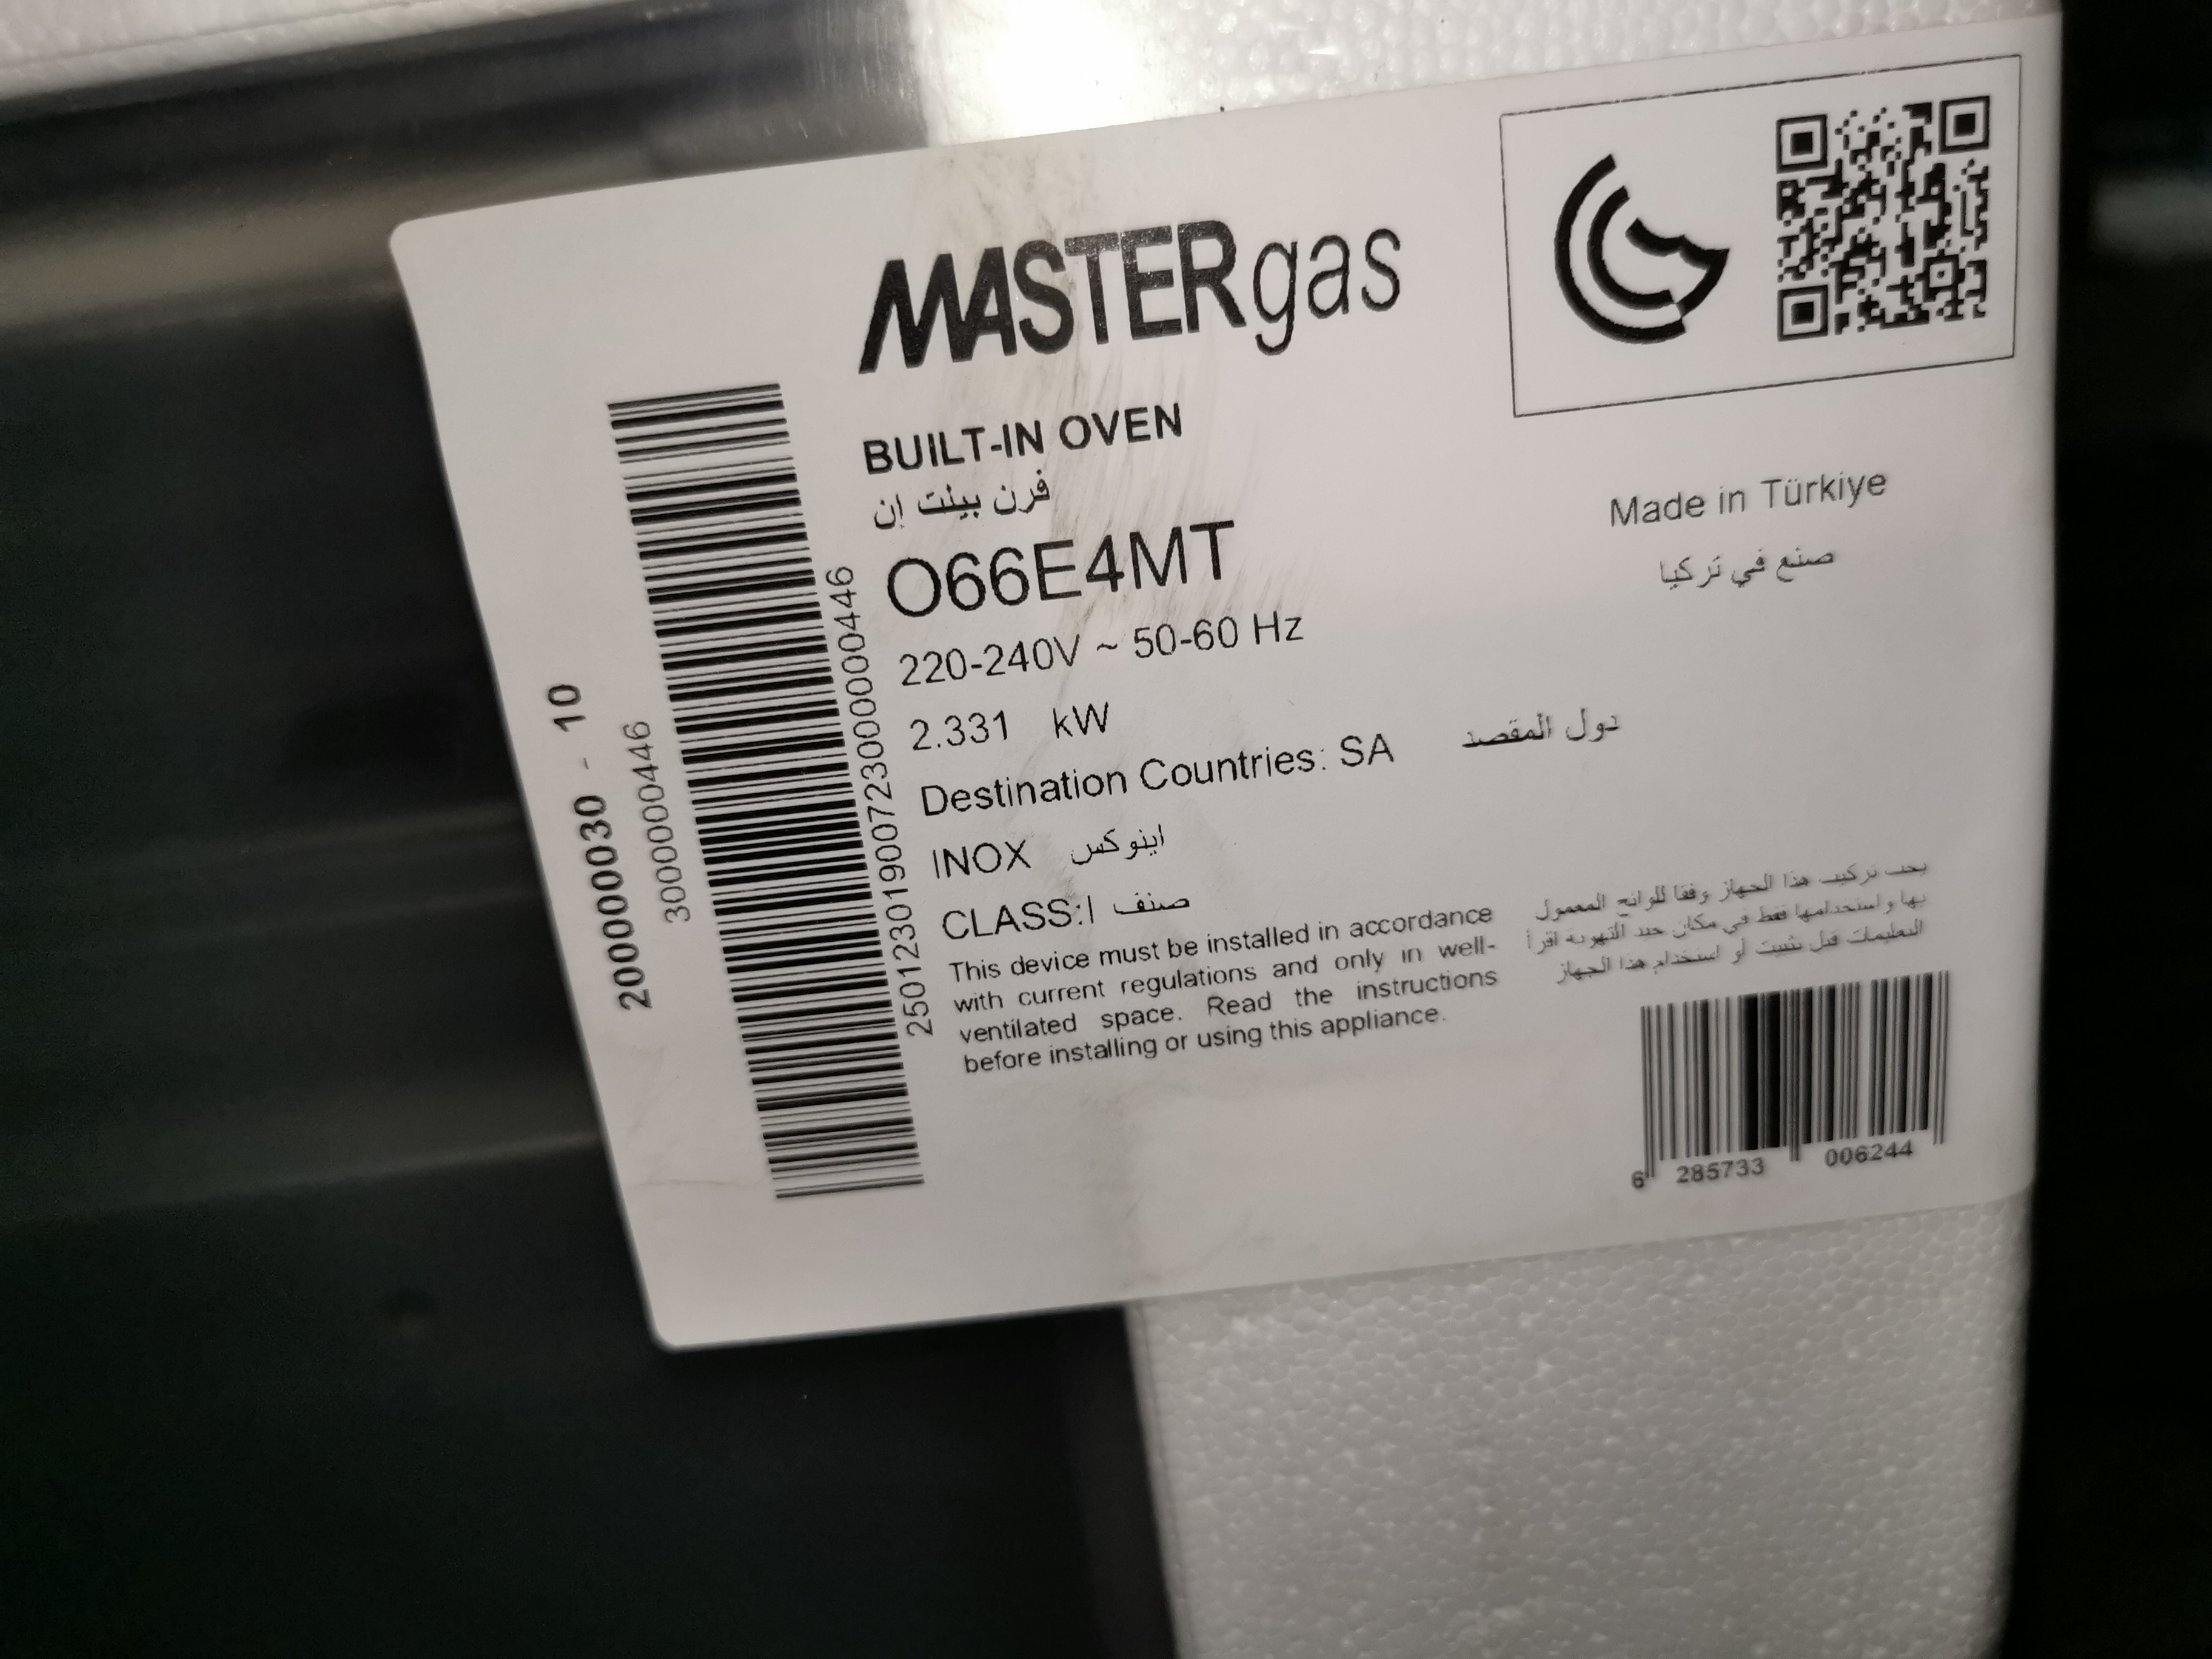 MASTERgas
BUILT-IN OVEN
فرن بيلت إن
O66E4MT
220-240V ~ 50-60 Hz
2.331 kW
Destination Countries: SA دول المقصد
INOX اينوكس
CLASS:I صنف
This device must be installed in accordance
with current regulations and only in well-
ventilated space. Read the instructions
before installing or using this appliance.
Made in Türkiye
صنع في تركيا
يجب تركيب هذا الجهاز وفقا للوائح المعمول
بها واستخدامها فقط في مكان جيد التهوية اقرأ
التعليمات قبل تثبيت أو استخدام هذا الجهاز
6 285733 006244
200000030 - 10
3000000446